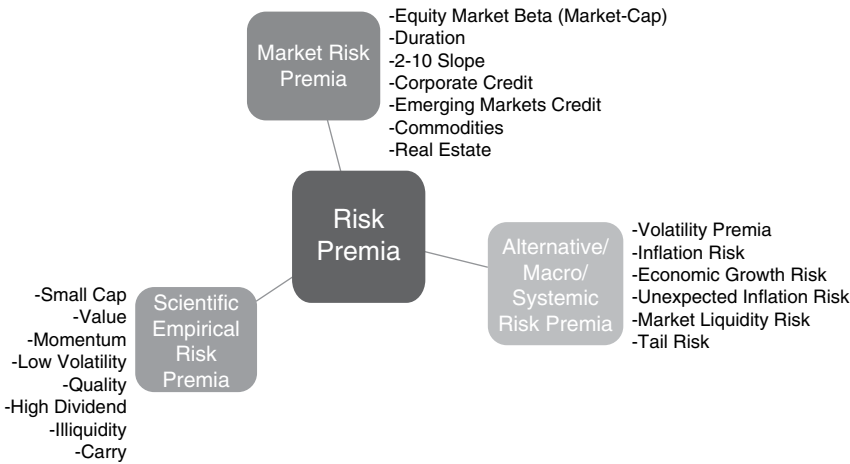 Market Risk
Premia
-Equity Market Beta (Market-Cap)
-Duration
-2-10 Slope
-Corporate Credit
-Emerging Markets Credit
-Commodities
-Real Estate
Risk
Premia
Alternative/
Macro/
Systemic
Risk Premia
-Volatility Premia
-Inflation Risk
-Economic Growth Risk
-Unexpected Inflation Risk
-Market Liquidity Risk
-Tail Risk
-Small Cap
-Value
-Momentum
-Low Volatility
-Quality
-High Dividend
-Illiquidity
-Carry
Scientific
Empirical
Risk
Premia